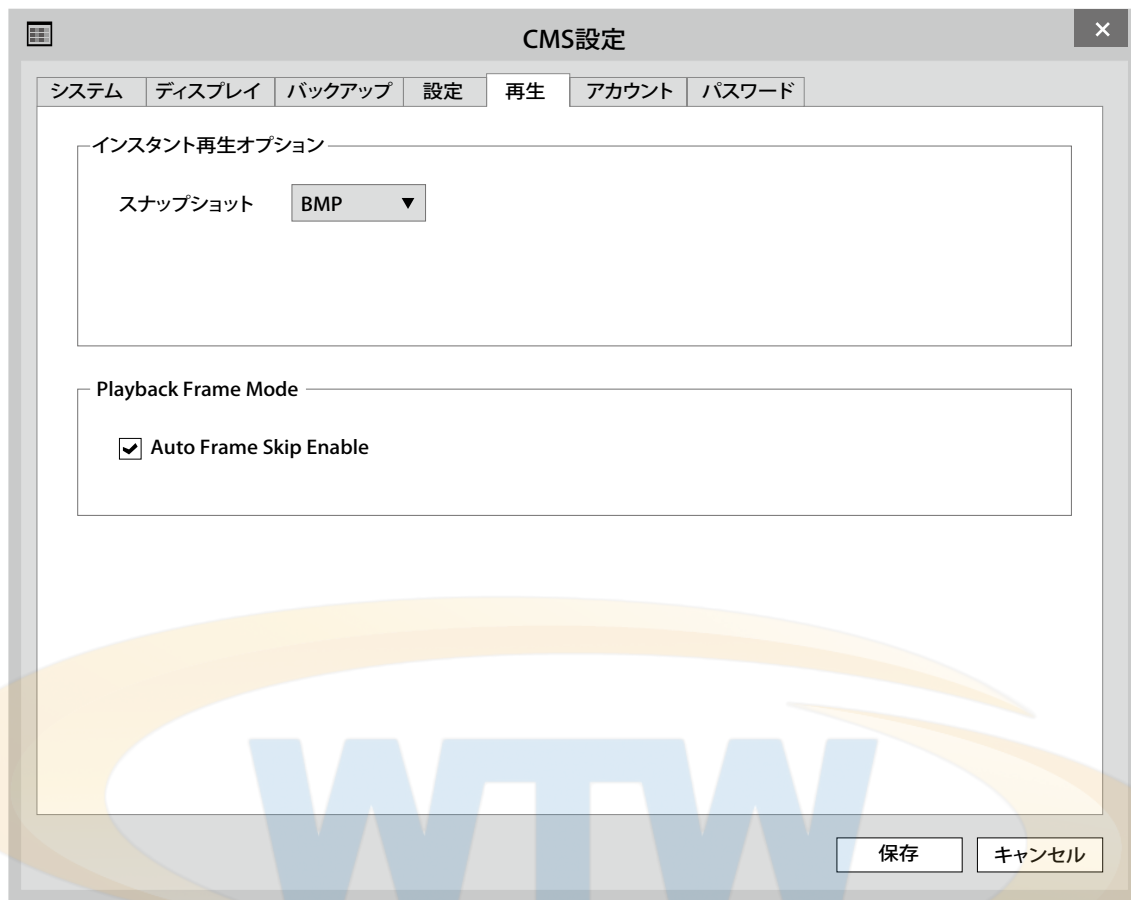 CMS設定
×
システム ディスプレイ バックアップ 設定 再生 アカウント パスワード
インスタント再生オプション
スナップショット BMP ▼
Playback Frame Mode
Auto Frame Skip Enable
WTW
保存 キャンセル